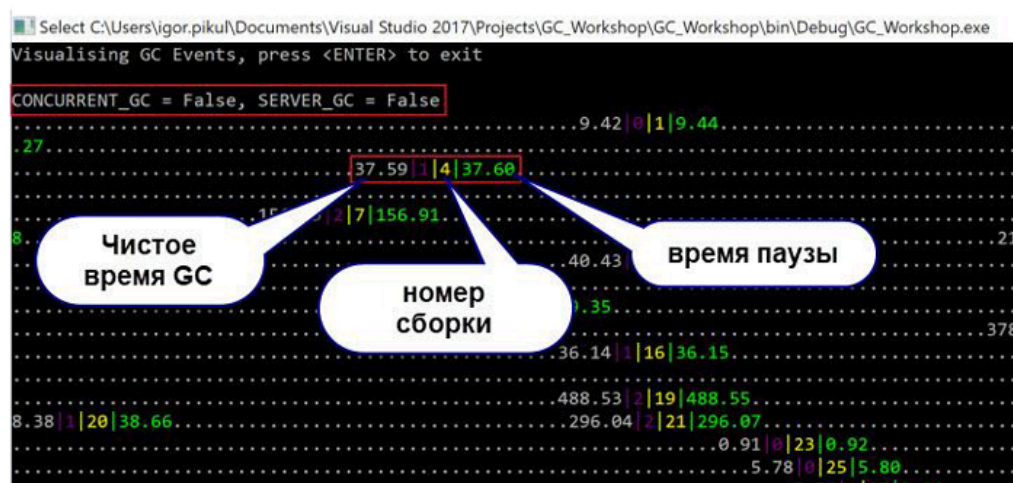 Select C:\Users\igor.pikul\Documents\Visual Studio 2017\Projects\GC_Workshop\GC_Workshop\bin\Debug\GC_Workshop.exe
Visualising GC Events, press <ENTER> to exit
CONCURRENT_GC = False, SERVER_GC = False
9.42|0|1|9.44
.27
37.59|1|4|37.60
2|7|156.91
8
Чистое
время GC
время паузы
40.43
номер
сборки
.35
378
36.14|1|16|36.15
488.53|2|19|488.55
8.38|1|20|38.66 296.04|2|21|296.07
0.91|0|23|0.92
5.78|0|25|5.80